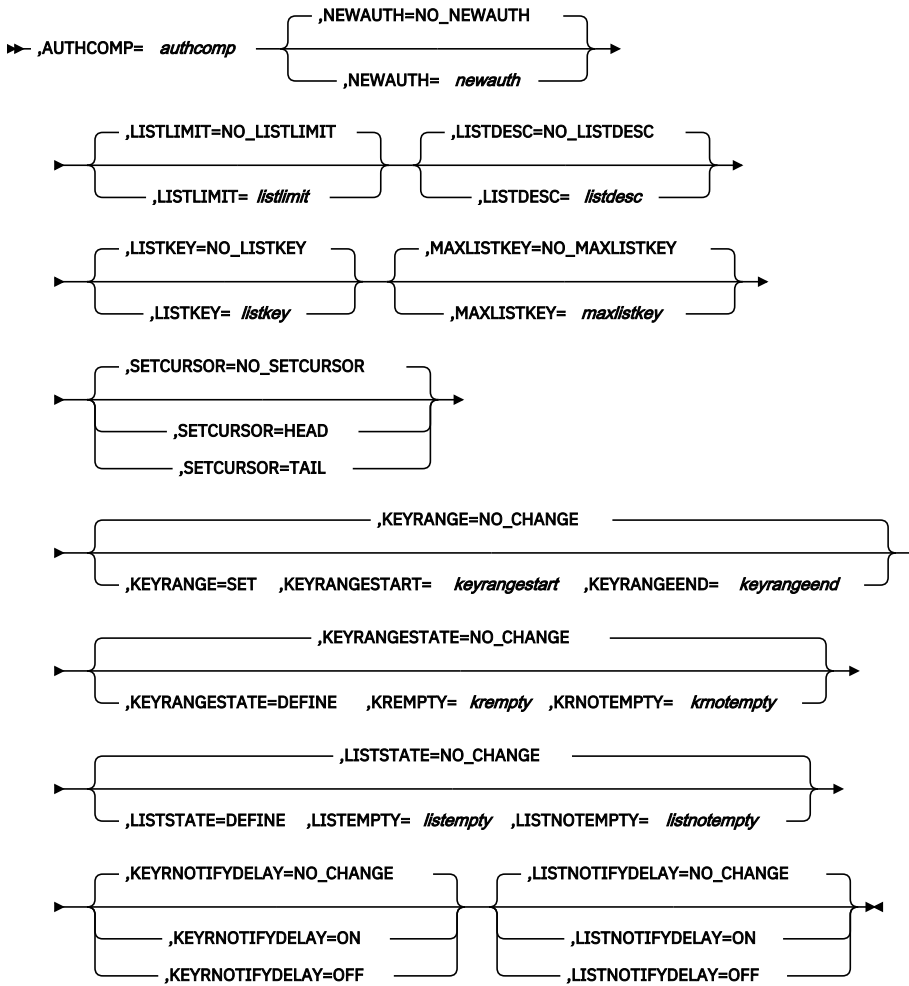 ,NEWAUTH=NO_NEWAUTH
,AUTHCOMP= authcomp
,NEWAUTH= newauth
,LISTLIMIT=NO_LISTLIMIT ,LISTDESC=NO_LISTDESC
,LISTLIMIT= listlimit ,LISTDESC= listdesc
,LISTKEY=NO_LISTKEY ,MAXLISTKEY=NO_MAXLISTKEY
,LISTKEY= listkey ,MAXLISTKEY= maxlistkey
,SETCURSOR=NO_SETCURSOR
,SETCURSOR=HEAD
,SETCURSOR=TAIL
,KEYRANGE=NO_CHANGE
,KEYRANGE=SET ,KEYRANGESTART= keyrangestart ,KEYRANGEEND= keyrangeend
,KEYRANGESTATE=NO_CHANGE
,KEYRANGESTATE=DEFINE ,KREMPTY= krempty ,KRNOTEMPTY= krnotempty
,LISTSTATE=NO_CHANGE
,LISTSTATE=DEFINE ,LISTEMPTY= listempty ,LISTNOTEMPTY= listnotempty
,KEYRNOTIFYDELAY=NO_CHANGE ,LISTNOTIFYDELAY=NO_CHANGE
,KEYRNOTIFYDELAY=ON ,LISTNOTIFYDELAY=ON
,KEYRNOTIFYDELAY=OFF ,LISTNOTIFYDELAY=OFF